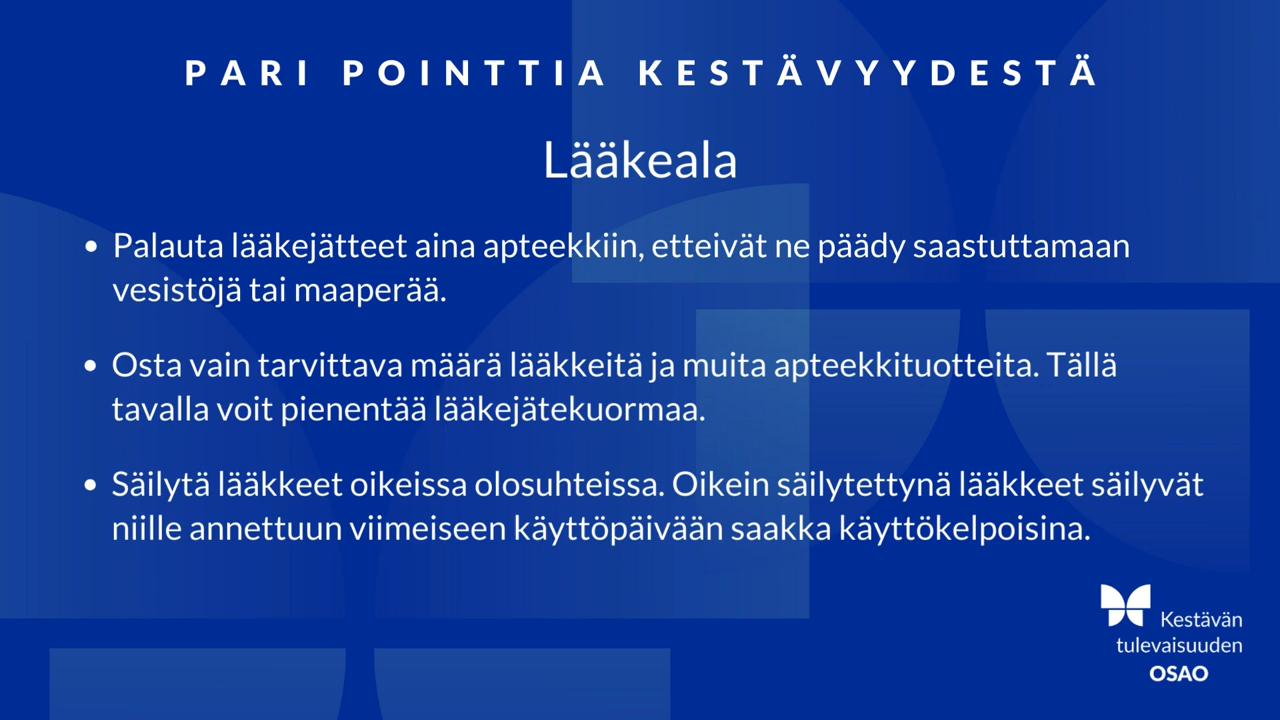 PARI POINTTIA KESTÄVYYDESTÄ
Lääkeala
• Palauta lääkejätteet aina apteekkiin, etteivät ne päädy saastuttamaan
vesistöjä tai maaperää.
• Osta vain tarvittava määrä lääkkeitä ja muita apteekkituotteita. Tällä
tavalla voit pienentää lääkejätekuormaa.
• Säilytä lääkkeet oikeissa olosuhteissa. Oikein säilytettynä lääkkeet säilyvät
niille annettuun viimeiseen käyttöpäivään saakka käyttökelpoisina.
Kestävän
tulevaisuuden
OSAO